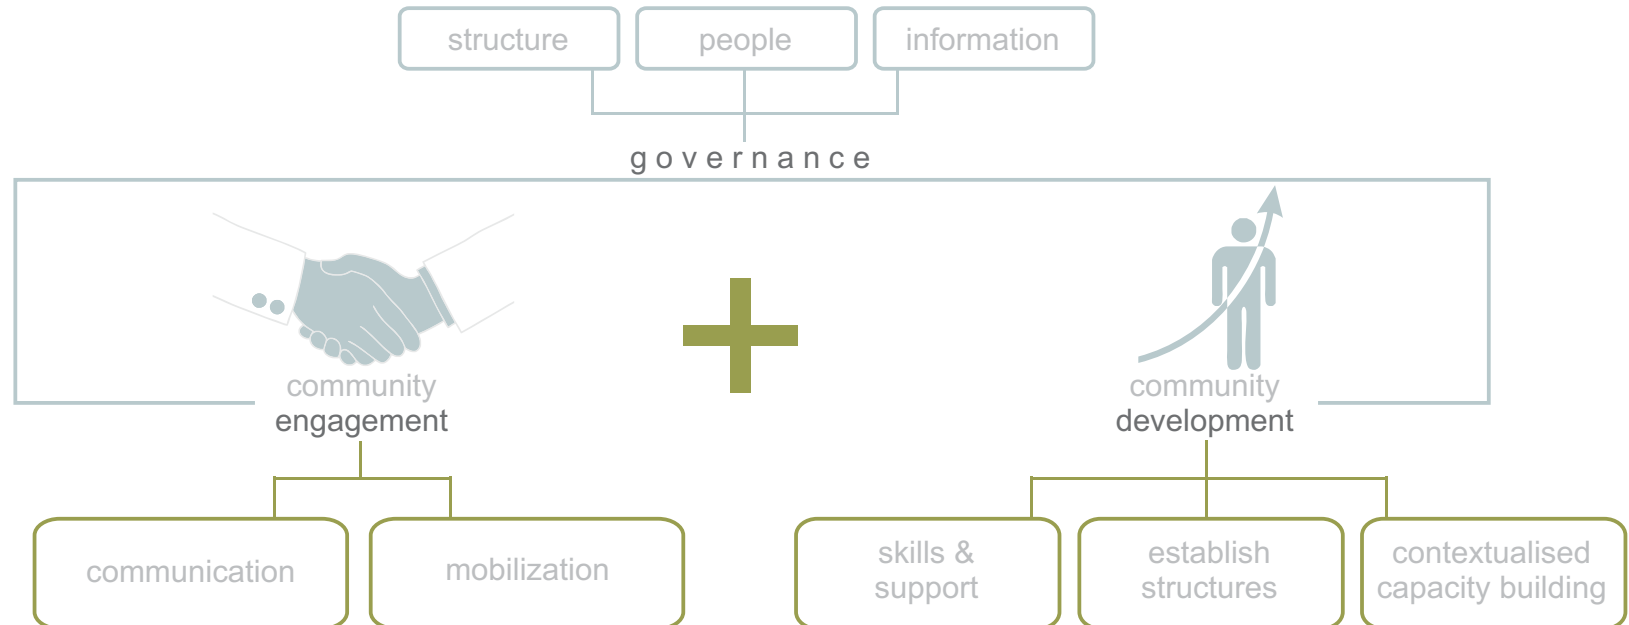 structure
people
information
governance
community
engagement
community
development
communication
mobilization
skills &
support
establish
structures
contextualised
capacity building